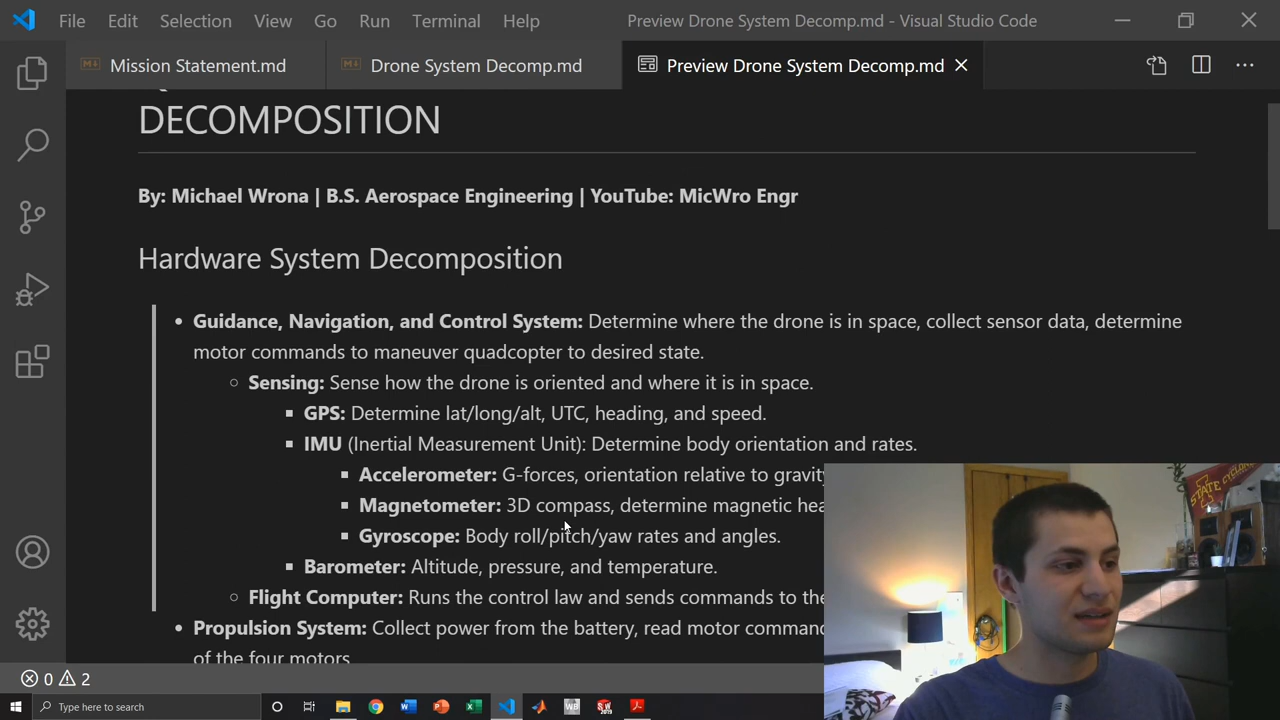 File Edit Selection View Go Run Terminal Help Preview Drone System Decomp.md - Visual Studio Code
Mission Statement.md Drone System Decomp.md Preview Drone System Decomp.md
DECOMPOSITION
By: Michael Wrona | B.S. Aerospace Engineering | YouTube: MicWro Engr
Hardware System Decomposition
• Guidance, Navigation, and Control System: Determine where the drone is in space, collect sensor data, determine
motor commands to maneuver quadcopter to desired state.
○ Sensing: Sense how the drone is oriented and where it is in space.
▪ GPS: Determine lat/long/alt, UTC, heading, and speed.
▪ IMU (Inertial Measurement Unit): Determine body orientation and rates.
▪ Accelerometer: G-forces, orientation relative to gravity
▪ Magnetometer: 3D compass, determine magnetic hea
▪ Gyroscope: Body roll/pitch/yaw rates and angles.
▪ Barometer: Altitude, pressure, and temperature.
○ Flight Computer: Runs the control law and sends commands to the
• Propulsion System: Collect power from the battery, read motor command
of the four motors
0 2
Type here to search
STATE CYCLING